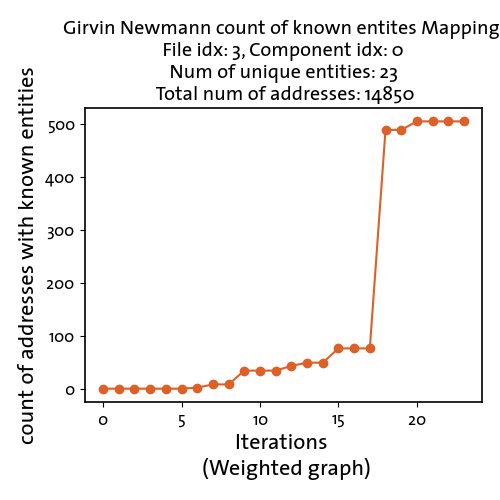 Girvin Newmann count of known entites Mapping
File idx: 3, Component idx: 0
Num of unique entities: 23
Total num of addresses: 14850
count of addresses with known entities
500
400
300
200
100
0
0 5 10 15 20
Iterations
(Weighted graph)